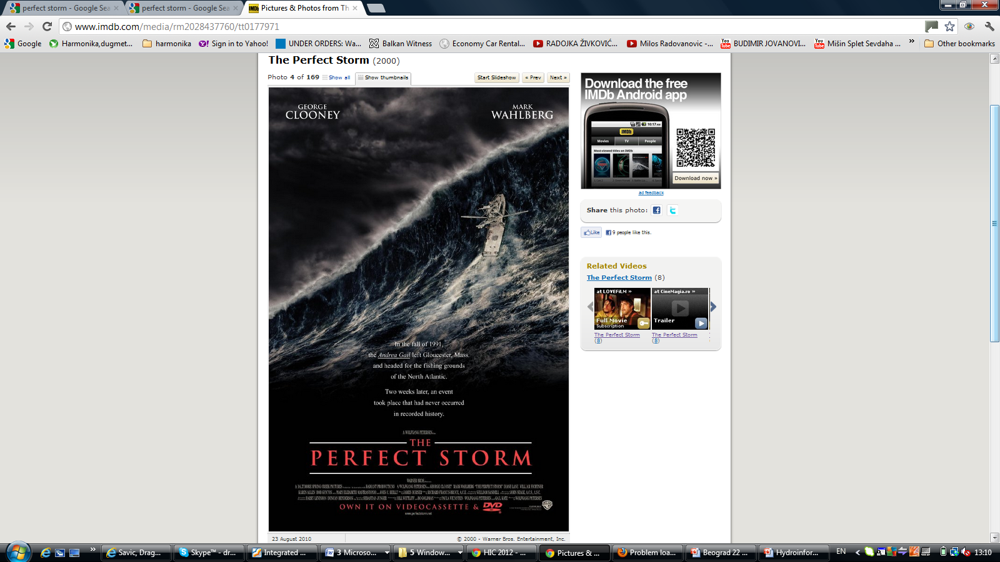 perfect storm - Google Sea
perfect storm - Google Sea
Pictures & Photos from Th
www.imdb.com/media/rm2028437760/tt0177971
Google
Harmonika,dugmet...
harmonika
Sign in to Yahoo!
UNDER ORDERS: Wa...
Balkan Witness
Economy Car Rental...
RADOJKA ŽIVKOVIĆ...
Milos Radovanovic -...
BUDIMIR JOVANOVI...
Mišin Splet Sevdaha ...
Other bookmarks
The Perfect Storm (2000)
Photo 4 of 169
Show all
Show thumbnails
Start Slideshow
« Prev
Next »
GEORGE
CLOONEY
MARK
WAHLBERG
In the fall of 1991,
the Andrea Gail left Gloucester, Mass.
and headed for the fishing grounds
of the North Atlantic.
Two weeks later, an event
took place that had never occurred
in recorded history.
A WOLFGANG PETERSEN
THE
PERFECT STORM
WARNER BROS.
OWN IT ON VIDEOCASSETTE & DVD
www.perfectstorm.net
23 August 2010
© 2000 - Warner Bros. Entertainment, Inc.
Download the free
IMDb Android app
10:17 AM
IMDb
Movies
TV
People
Most-viewed titles on IMDb
Download now »
ad feedback
Share this photo:
Like
9 people like this.
Related Videos
The Perfect Storm (8)
at LOVEFiLM »
Full Movie
Subscription
The Perfect Storm
(8)
at CineMagia.ro »
Trailer
The Perfect Storm
(8)
Savic, Drag...
Skype™ - dr...
Integrated ...
3 Microso...
5 Window...
HIC 2012 - ...
Pictures & ...
Problem loa...
Beograd 22 ...
Hydroinfor...
EN
13:10